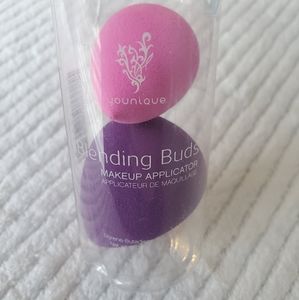 younique
Blending Buds
MAKEUP APPLICATOR
APPLICATEUR DE MAQUILLAGE